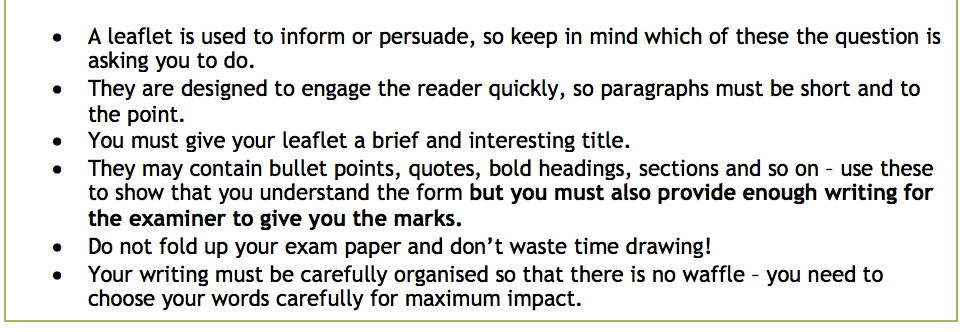 • A leaflet is used to inform or persuade, so keep in mind which of these the question is
asking you to do.
• They are designed to engage the reader quickly, so paragraphs must be short and to
the point.
• You must give your leaflet a brief and interesting title.
• They may contain bullet points, quotes, bold headings, sections and so on – use these
to show that you understand the form but you must also provide enough writing for
the examiner to give you the marks.
• Do not fold up your exam paper and don't waste time drawing!
• Your writing must be carefully organised so that there is no waffle – you need to
choose your words carefully for maximum impact.